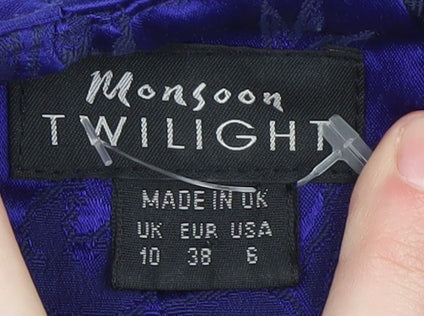 Monsoon
TWILIGHT
MADE IN UK
UK EUR USA
10 38 6